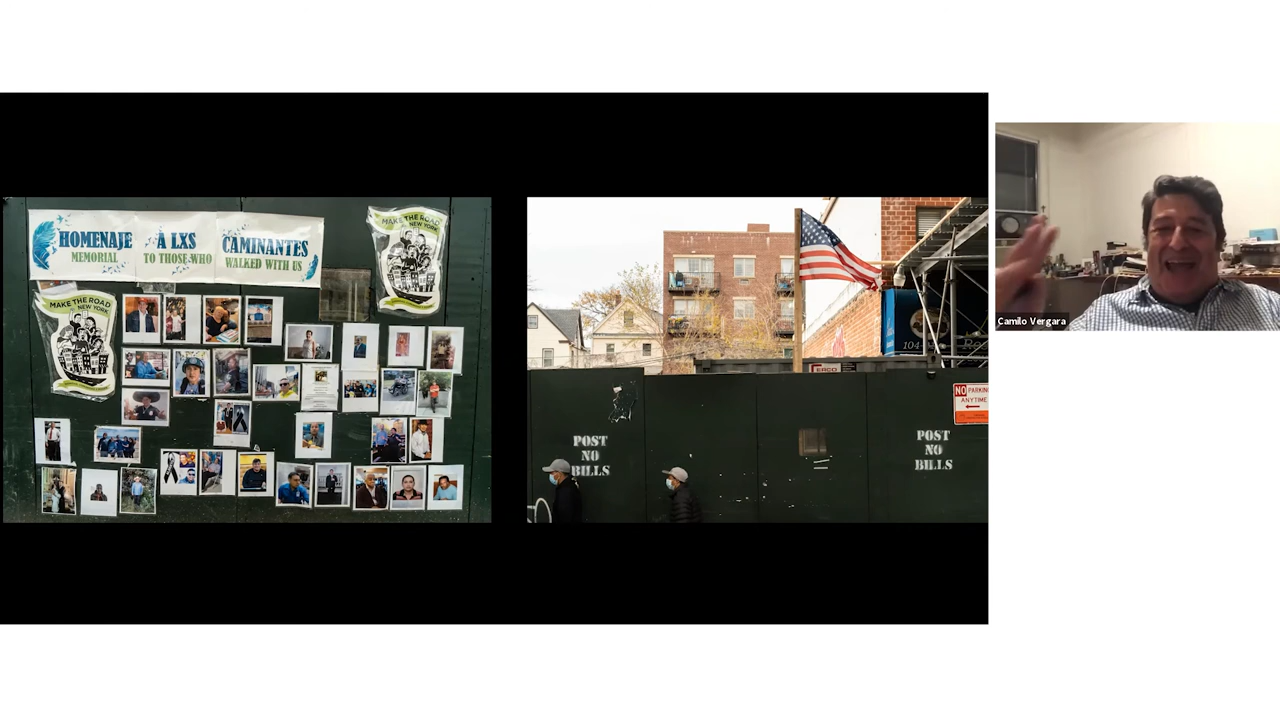 HOMENAJE
MEMORIAL
A LXS
TO THOSE WHO
CAMINANTES
WALKED WITH US
MAKE THE ROAD
NEW YORK
MAKE THE ROAD
NEW YORK
POST
NO
BILLS
POST
NO
BILLS
NO PARKING
ANYTIME
104-
Camilo Vergara